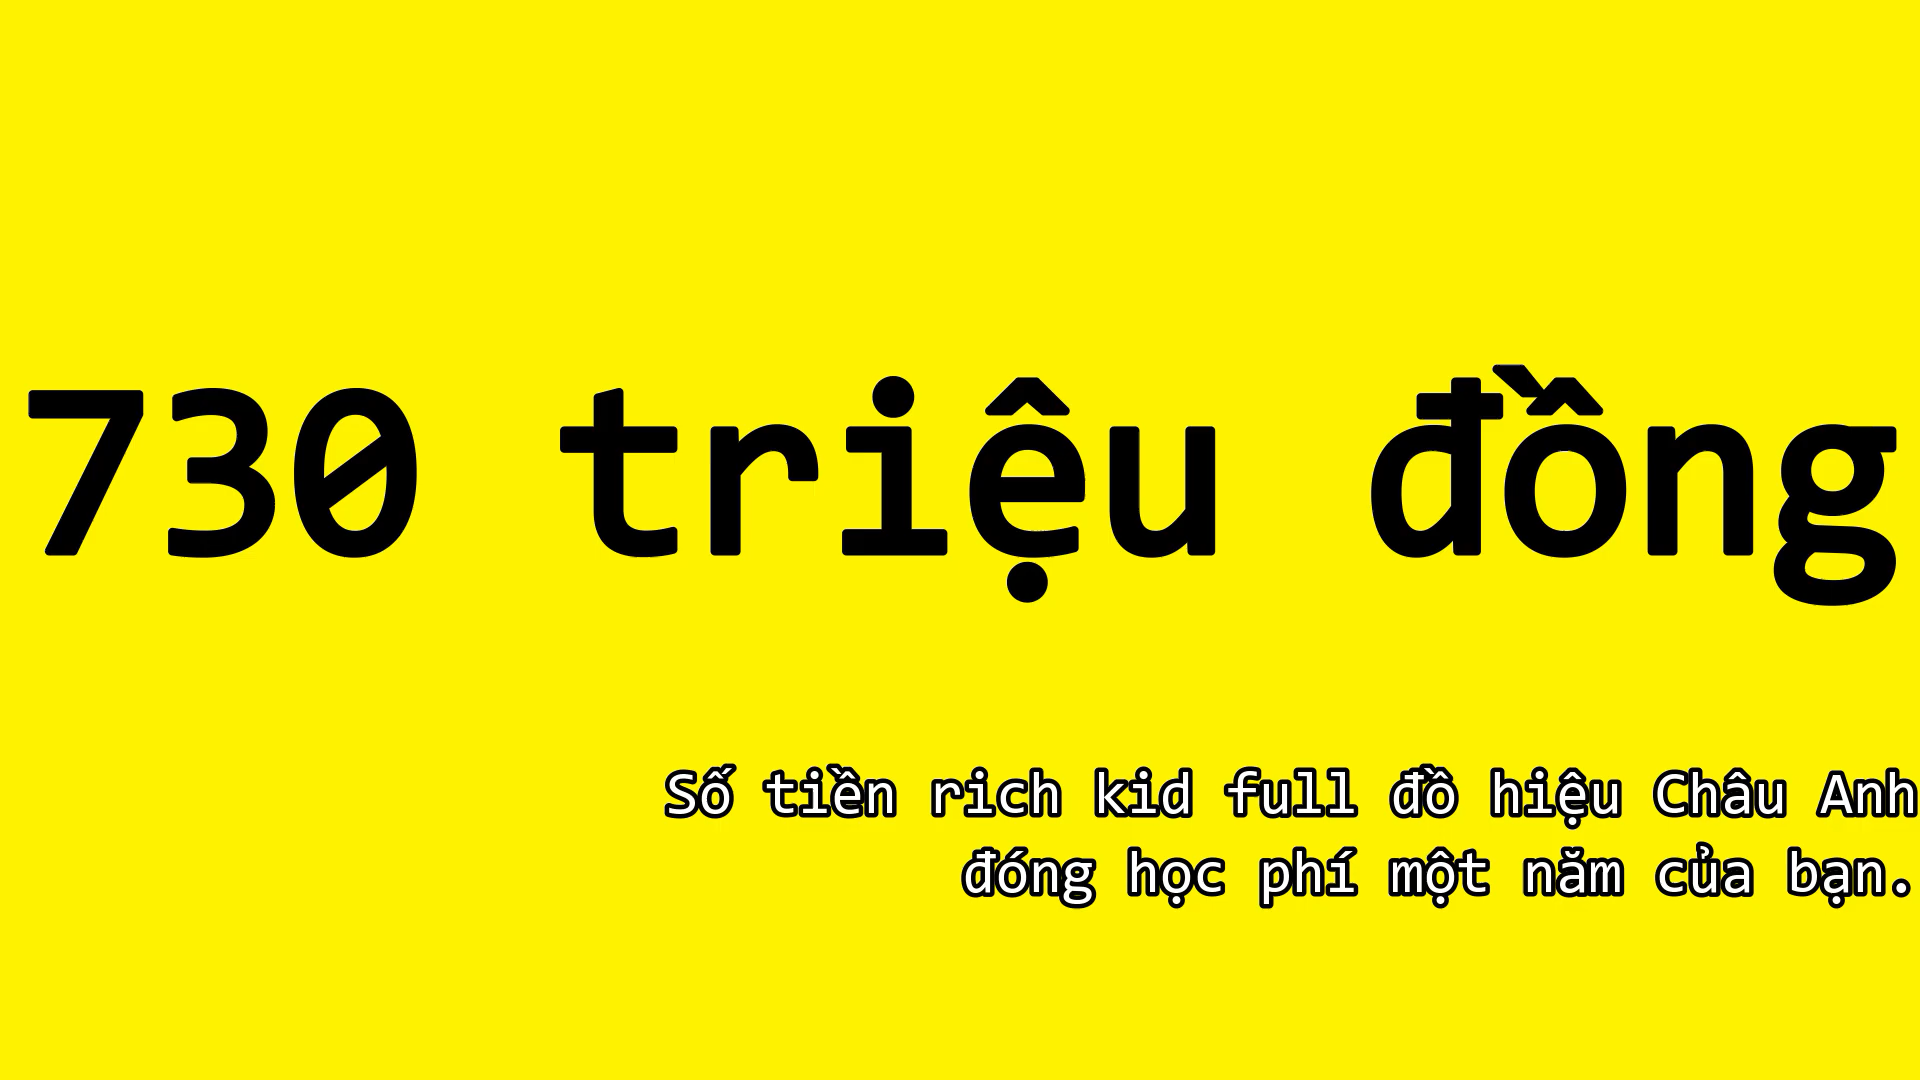 730 triệu đồng
Số tiền rich kid full đồ hiệu Châu Anh
đóng học phí một năm của bạn.